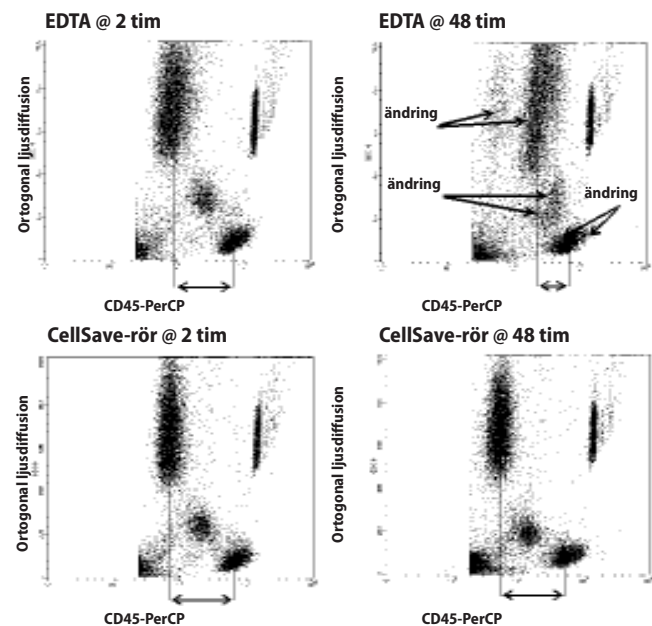 EDTA @ 2 tim
EDTA @ 48 tim
Ortogonal ljusdiffusion
Ortogonal ljusdiffusion
ändring
ändring
ändring
CD45-PerCP
CD45-PerCP
CellSave-rör @ 2 tim
CellSave-rör @ 48 tim
Ortogonal ljusdiffusion
Ortogonal ljusdiffusion
CD45-PerCP
CD45-PerCP